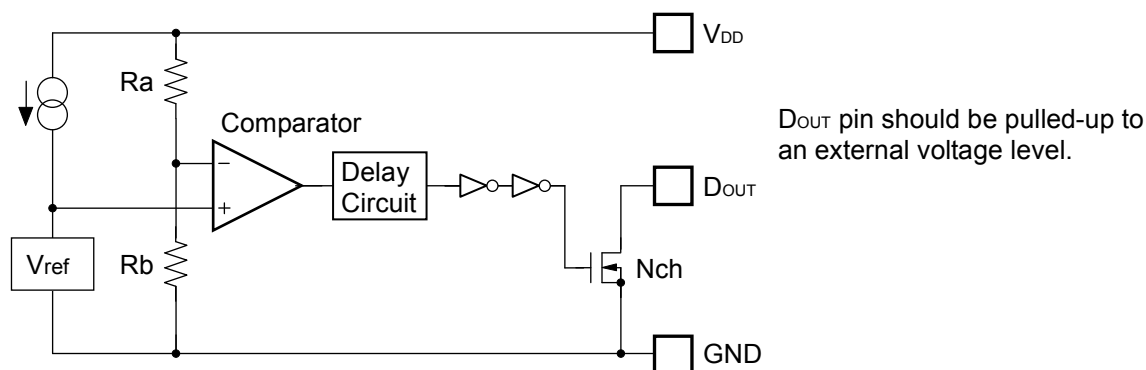 VDD
Ra
Comparator
DOUT pin should be pulled-up to
an external voltage level.
−
Delay
Circuit
DOUT
+
Vref
Rb
Nch
GND